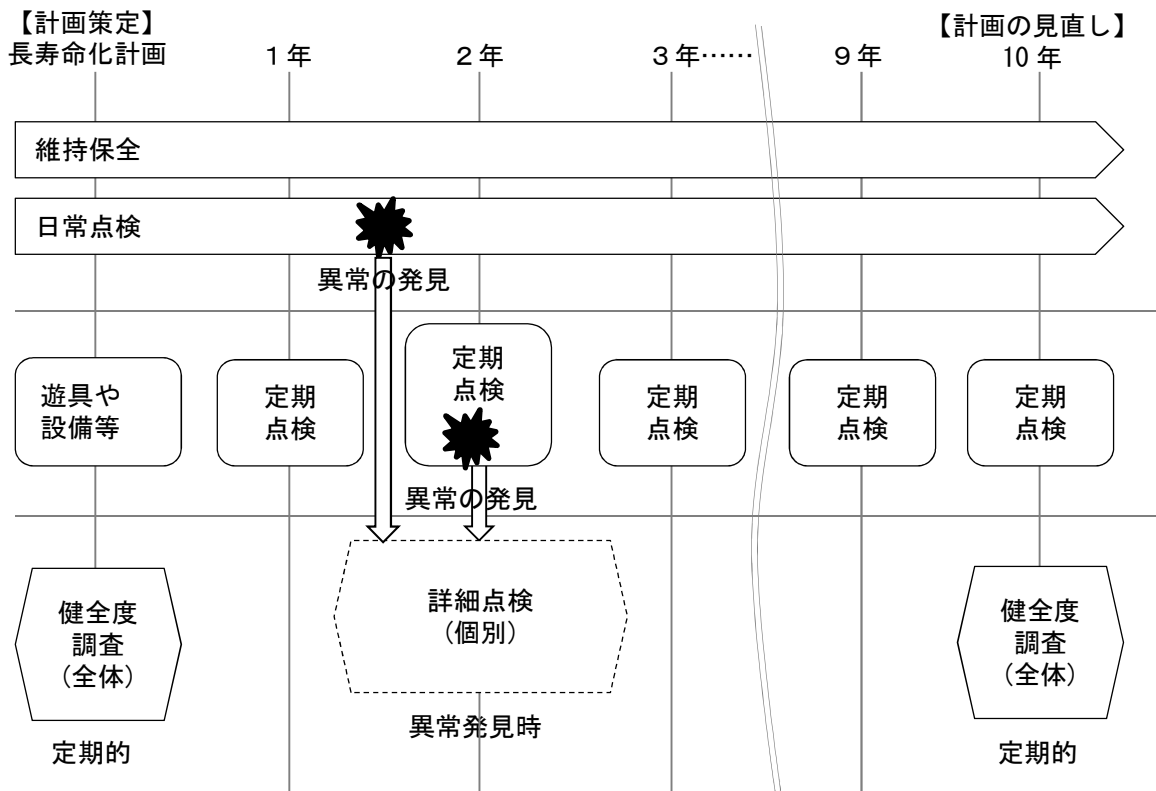 【計画策定】
長寿命化計画
１年
２年
３年……
９年
【計画の見直し】
10年
維持保全
日常点検
異常の発見
遊具や
設備等
定期
点検
定期
点検
定期
点検
定期
点検
定期
点検
異常の発見
健全度
調査
（全体）
定期的
詳細点検
（個別）
異常発見時
健全度
調査
（全体）
定期的